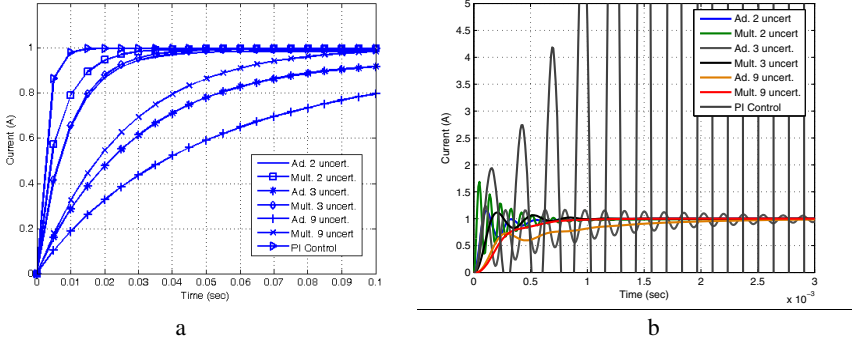 1
0.8
0.6
0.4
0.2
0
0
0.01
0.02
0.03
0.04
0.05
0.06
0.07
0.08
0.09
0.1
Current (A)
Time (sec)
Ad. 2 uncert.
Mult. 2 uncert.
Ad. 3 uncert.
Mult. 3 uncert.
Ad. 9 uncert.
Mult. 9 uncert.
PI Control
a
5
4.5
4
3.5
3
2.5
2
1.5
1
0.5
0
0
0.5
1
1.5
2
2.5
3
x 10⁻³
Current (A)
Time (sec)
Ad. 2 uncert
Mult. 2 uncert
Ad. 3 uncert.
Mult. 3 uncert
Ad. 9 uncert.
Mult. 9 uncert.
PI Control
b